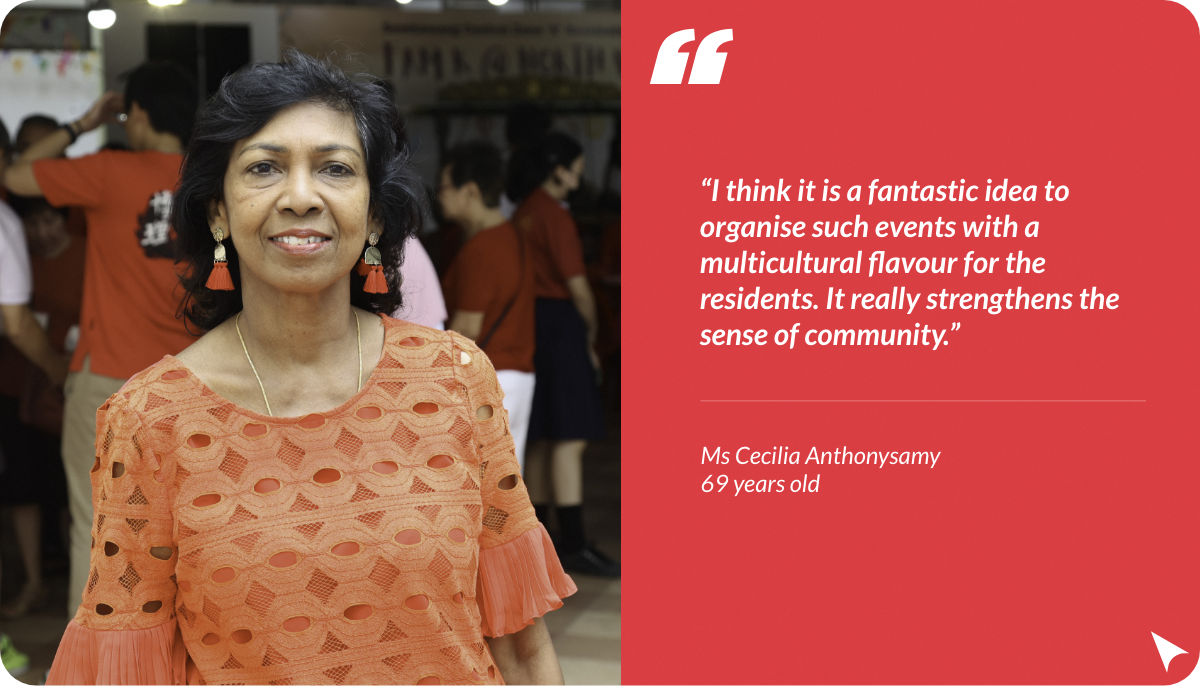 “I think it is a fantastic idea to
organise such events with a
multicultural flavour for the
residents. It really strengthens the
sense of community.”
Ms Cecilia Anthonysamy
69 years old